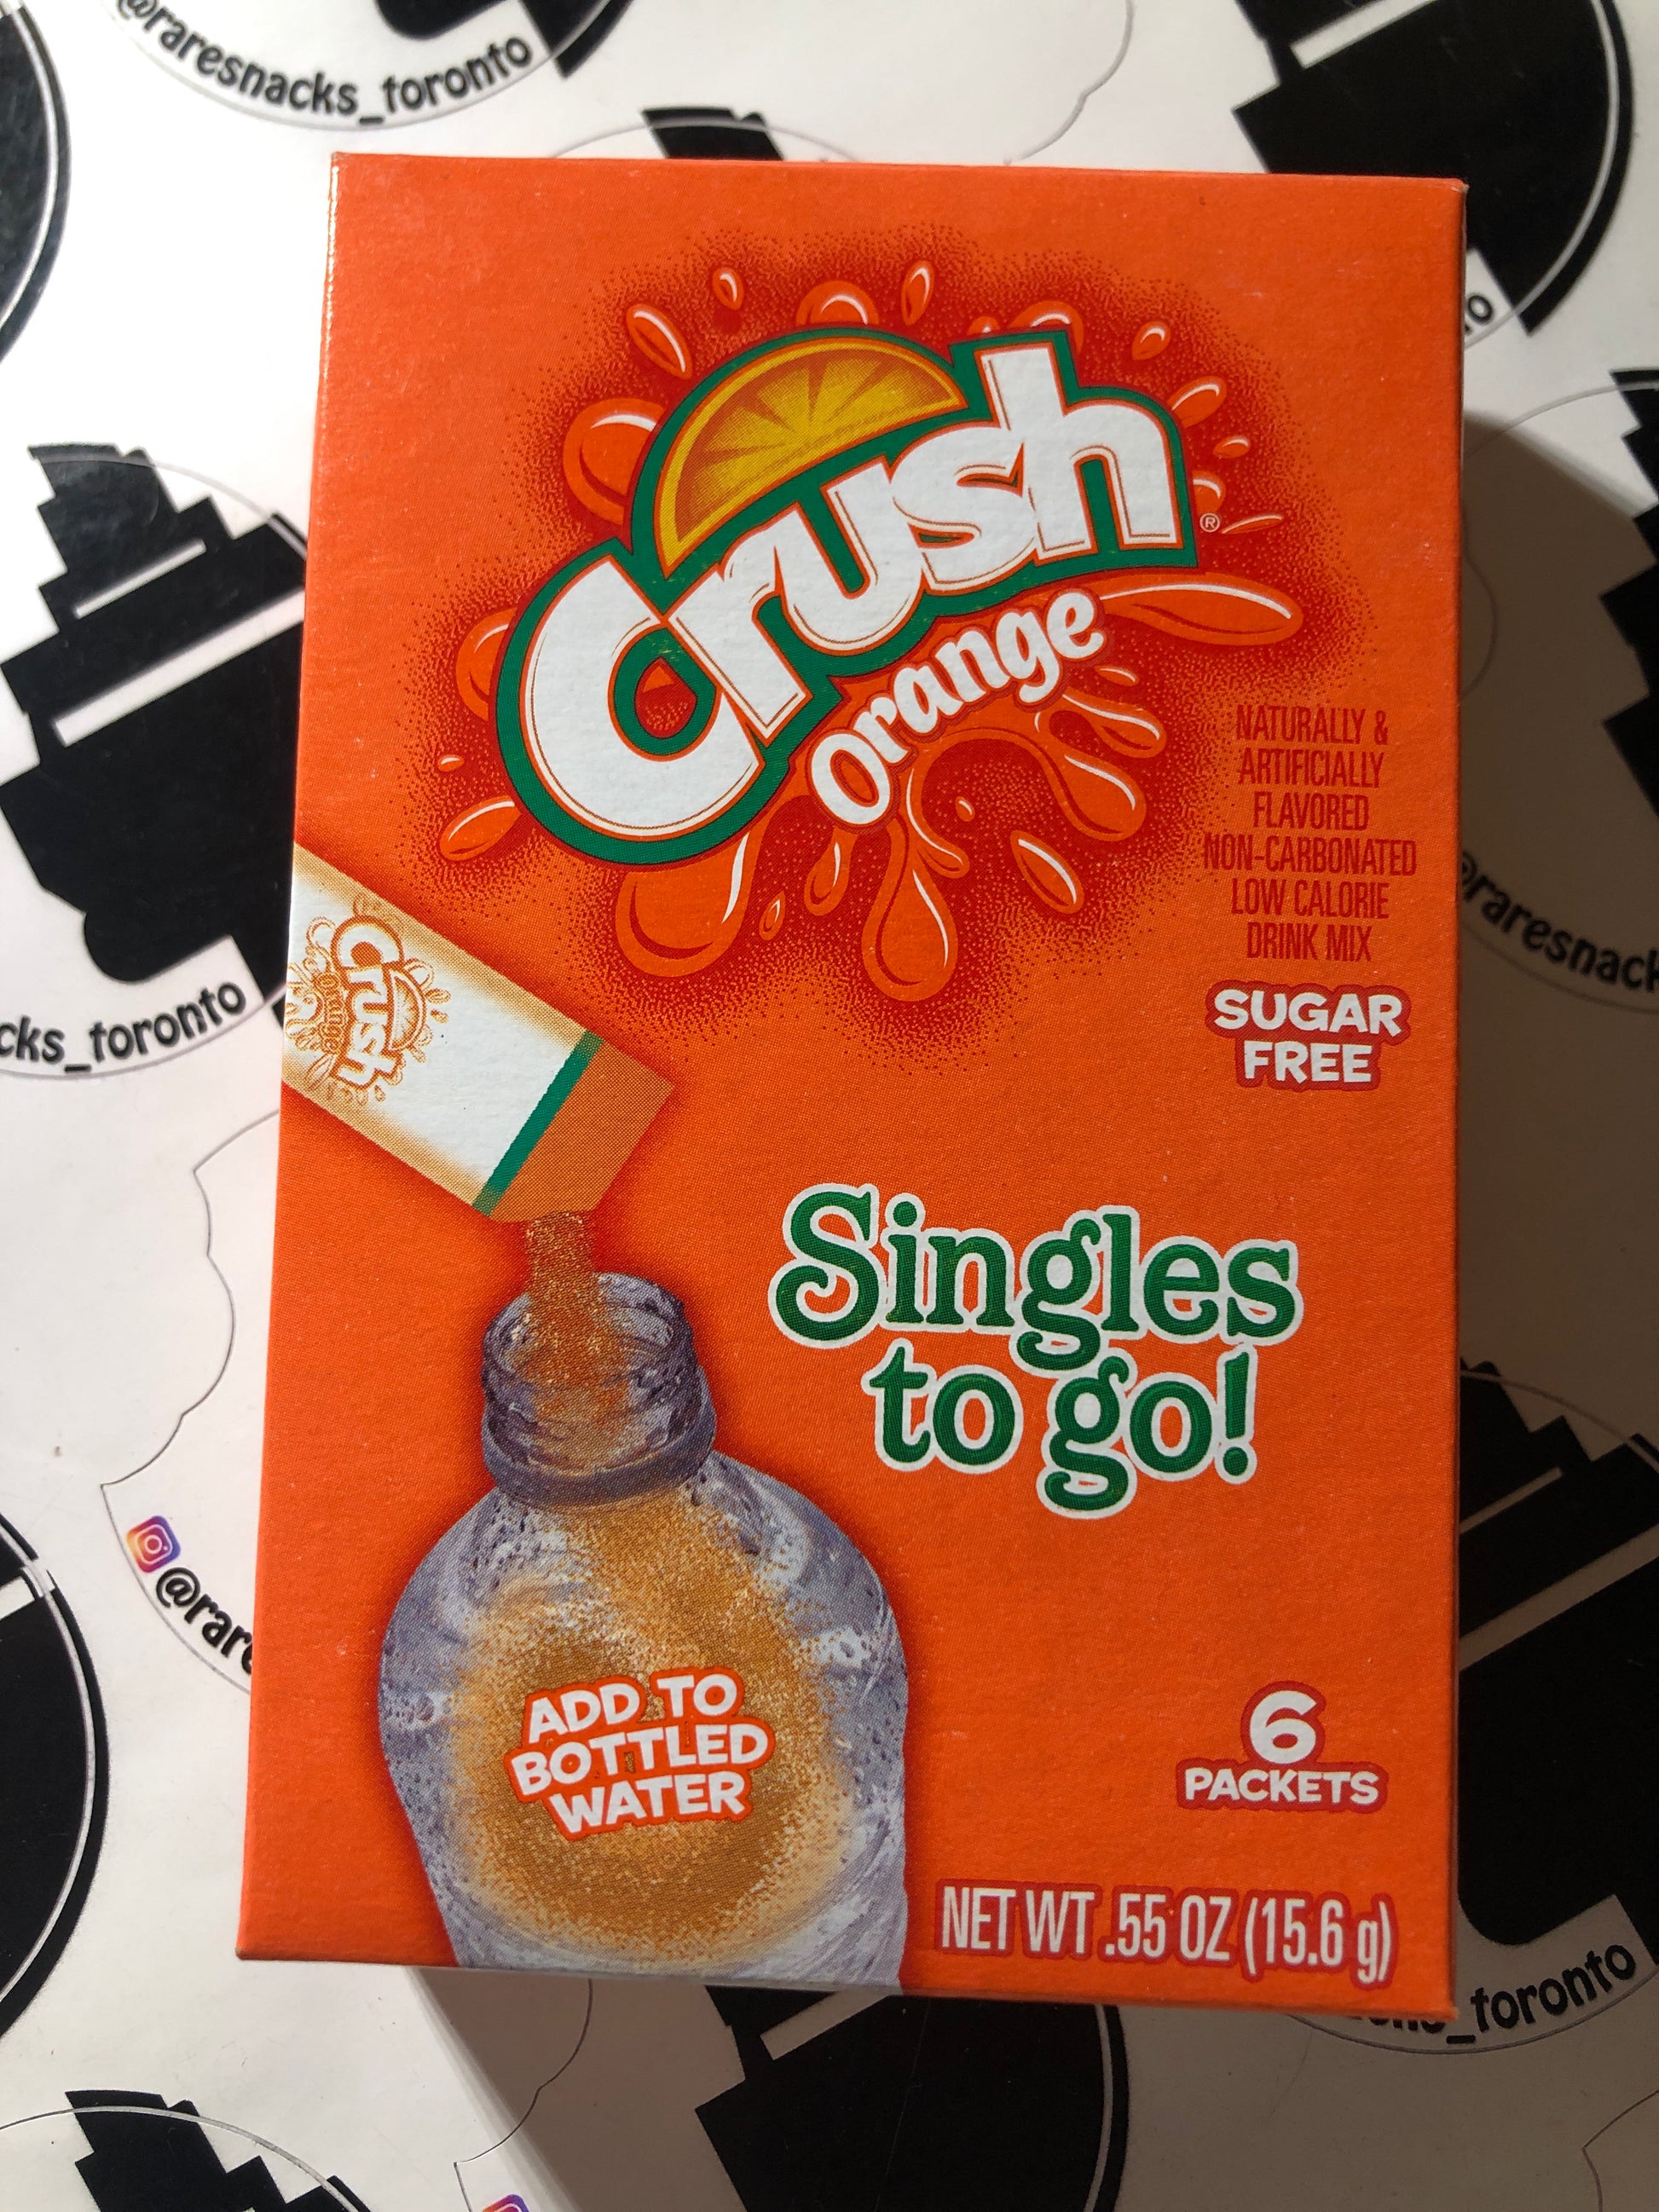 @raresnacks_toronto
Crush
®
orange
NATURALLY &
ARTIFICIALLY
FLAVORED
NON-CARBONATED
LOW CALORIE
DRINK MIX
SUGAR
FREE
Crush
orange
cks_toronto
@raresnack
Singles
to go!
@rare
ADD TO
BOTTLED
WATER
6
PACKETS
NET WT .55 OZ (15.6 g)
_toronto